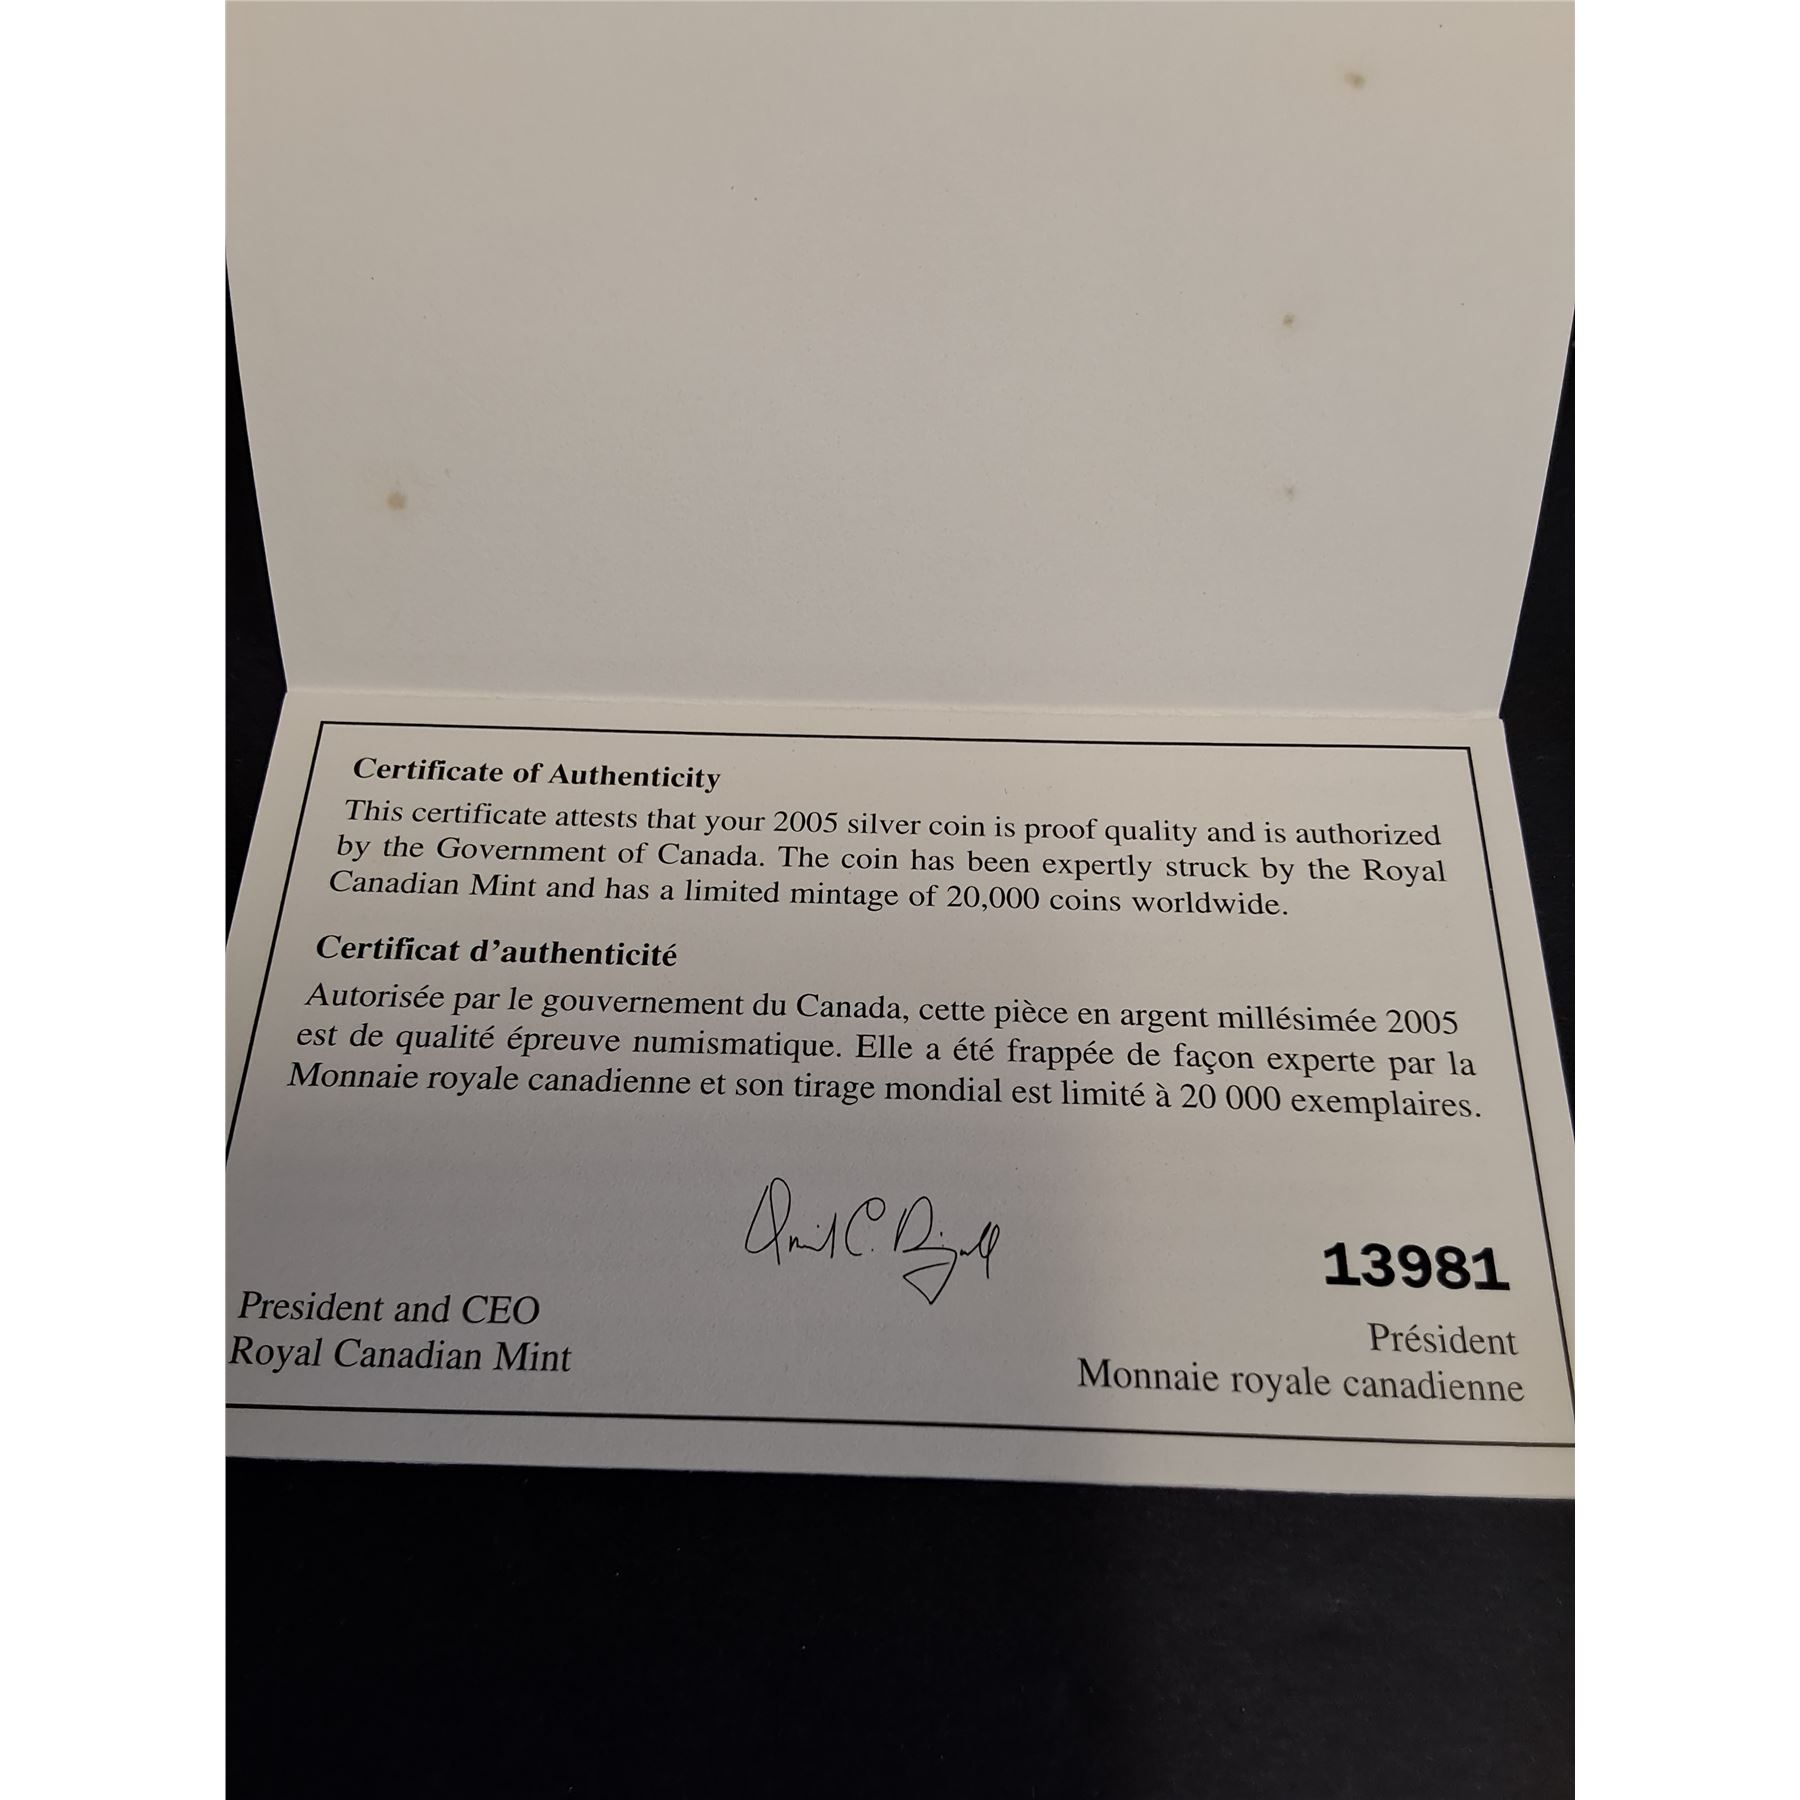 Certificate of Authenticity
This certificate attests that your 2005 silver coin is proof quality and is authorized
by the Government of Canada. The coin has been expertly struck by the Royal
Canadian Mint and has a limited mintage of 20,000 coins worldwide.
Certificat d’authenticité
Autorisée par le gouvernement du Canada, cette pièce en argent millésimée 2005
est de qualité épreuve numismatique. Elle a été frappée de façon experte par la
Monnaie royale canadienne et son tirage mondial est limité à 20 000 exemplaires.
13981
President and CEO
Royal Canadian Mint
Président
Monnaie royale canadienne